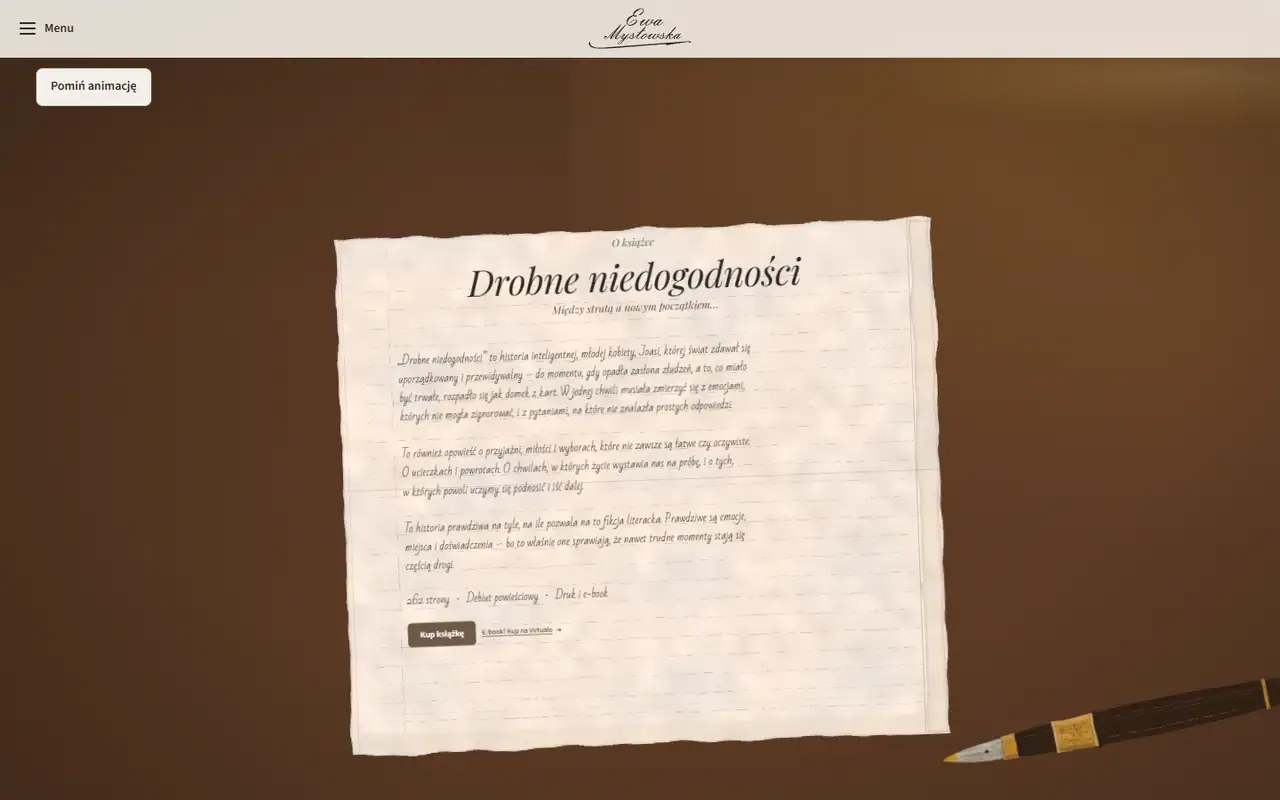 Menu
Ewa
Mysłowska
Pomiń animację
O książce
Drobne niedogodności
Między stratą a nowym początkiem...
„Drobne niedogodności” to historia inteligentnej, młodej kobiety, Joasi, której świat zdawał się
uporządkowany i przewidywalny – do momentu, gdy opadła zasłona złudzeń, a to, co miało
być trwałe, rozpadło się jak domek z kart. W jednej chwili musiała zmierzyć się z emocjami,
których nie mogła zignorować, i z pytaniami, na które nie znalazła prostych odpowiedzi.
To również opowieść o przyjaźni, miłości i wyborach, które nie zawsze są łatwe czy oczywiste.
O ucieczkach i powrotach. O chwilach, w których życie wystawia nas na próbę, i o tych,
w których powoli uczymy się podnosić i iść dalej.
To historia prawdziwa na tyle, na ile pozwala na to fikcja literacka. Prawdziwe są emocje,
miejsca i doświadczenia – bo to właśnie one sprawiają, że nawet trudne momenty stają się
częścią drogi.
262 strony · Debiut powieściowy · Druk i e-book
Kup książkę
E-book? Kup na Virtualo →